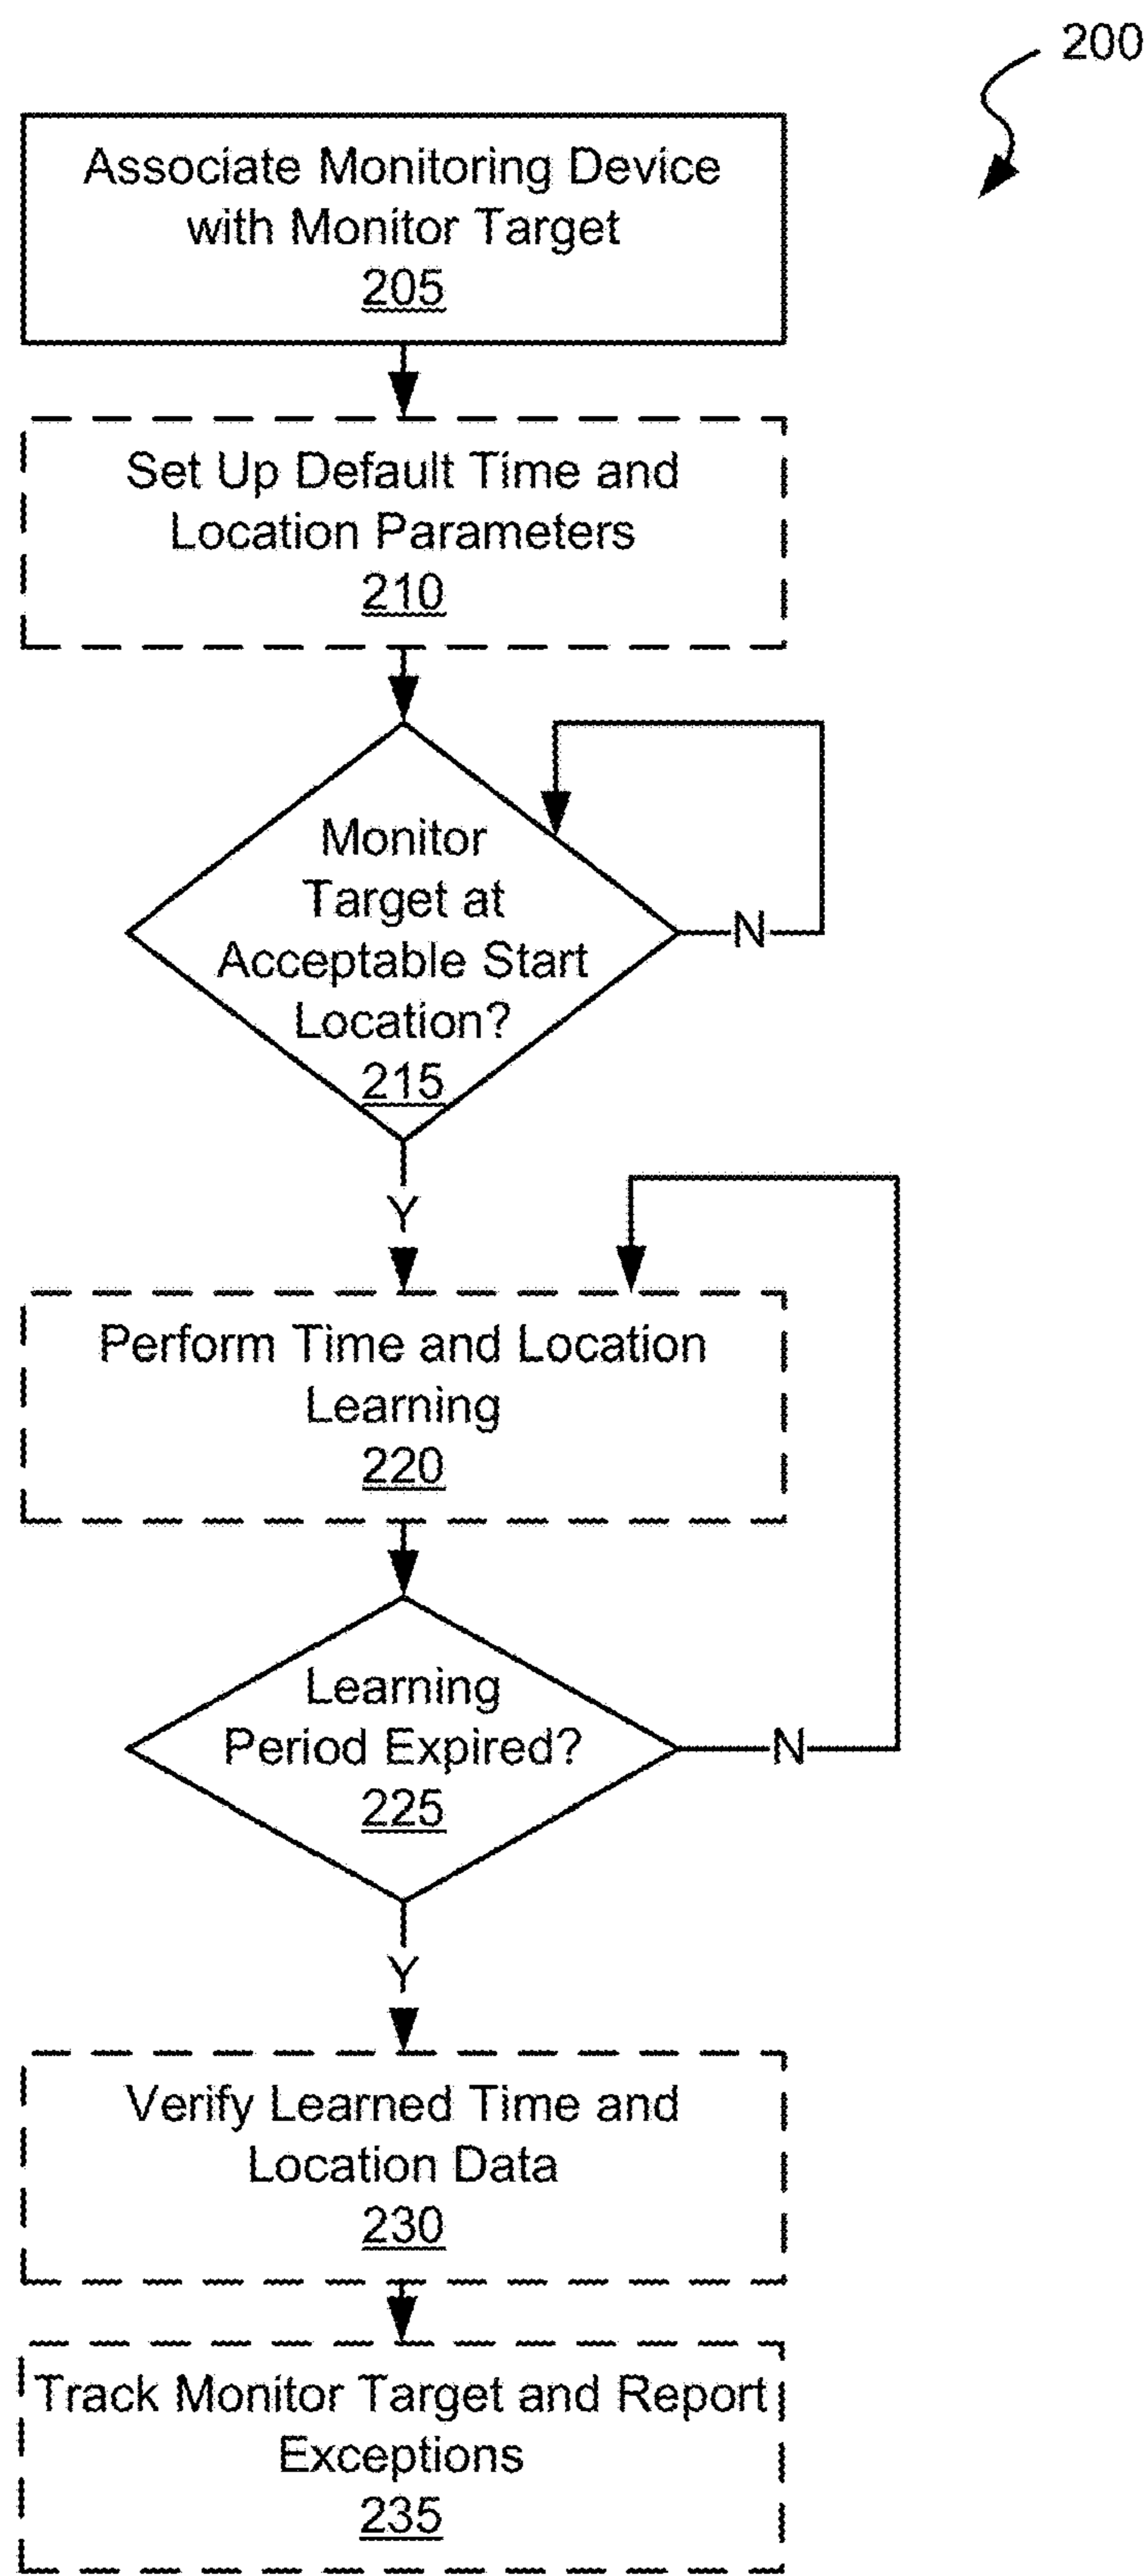 200
Associate Monitoring Device
with Monitor Target
205
Set Up Default Time and
Location Parameters
210
Monitor
Target at
Acceptable Start
Location?
215
N
Y
Perform Time and Location
Learning
220
Learning
Period Expired?
225
N
Y
Verify Learned Time and
Location Data
230
Track Monitor Target and Report
Exceptions
235